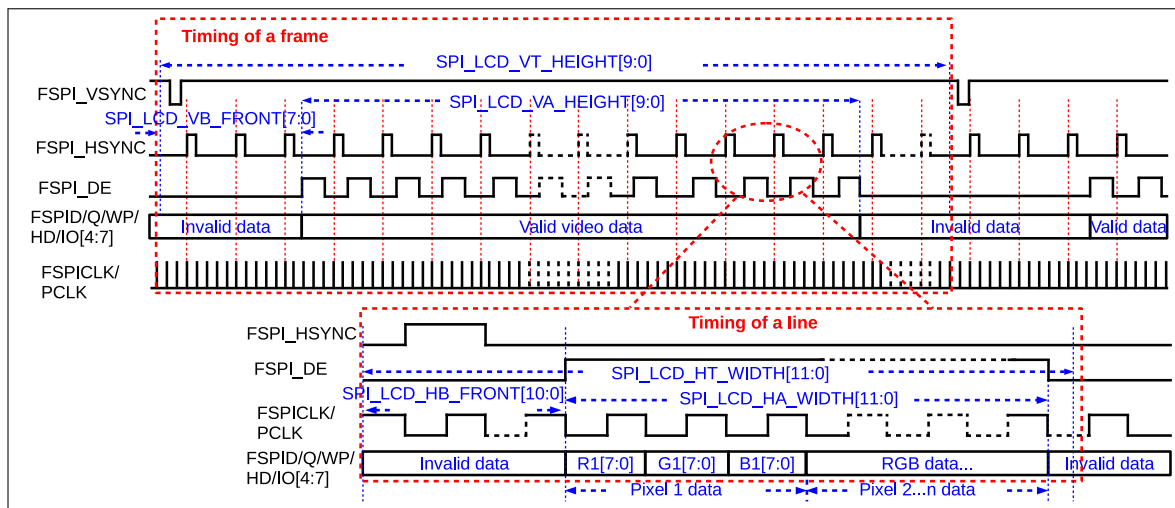 Timing of a frame
SPI_LCD_VT_HEIGHT[9:0]
FSPI_VSYNC
SPI_LCD_VA_HEIGHT[9:0]
SPI_LCD_VB_FRONT[7:0]
FSPI_HSYNC
FSPI_DE
FSPID/Q/WP/
HD/IO[4:7]
Invalid data
Valid video data
Invalid data
Valid data
FSPICLK/
PCLK
Timing of a line
FSPI_HSYNC
FSPI_DE
SPI_LCD_HT_WIDTH[11:0]
SPI_LCD_HB_FRONT[10:0]
SPI_LCD_HA_WIDTH[11:0]
FSPICLK/
PCLK
FSPID/Q/WP/
HD/IO[4:7]
Invalid data
R1[7:0]
G1[7:0]
B1[7:0]
RGB data...
Invalid data
Pixel 1 data
Pixel 2...n data